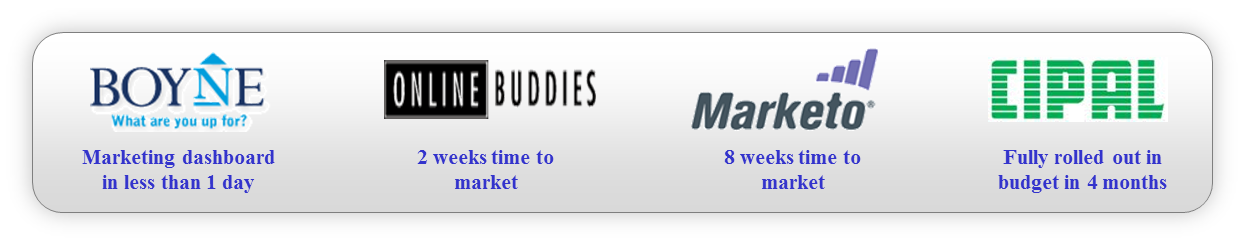 BOYNE
What are you up for?
Marketing dashboard
in less than 1 day
ONLINE BUDDIES
2 weeks time to
market
Marketo®
8 weeks time to
market
CIPAL
Fully rolled out in
budget in 4 months